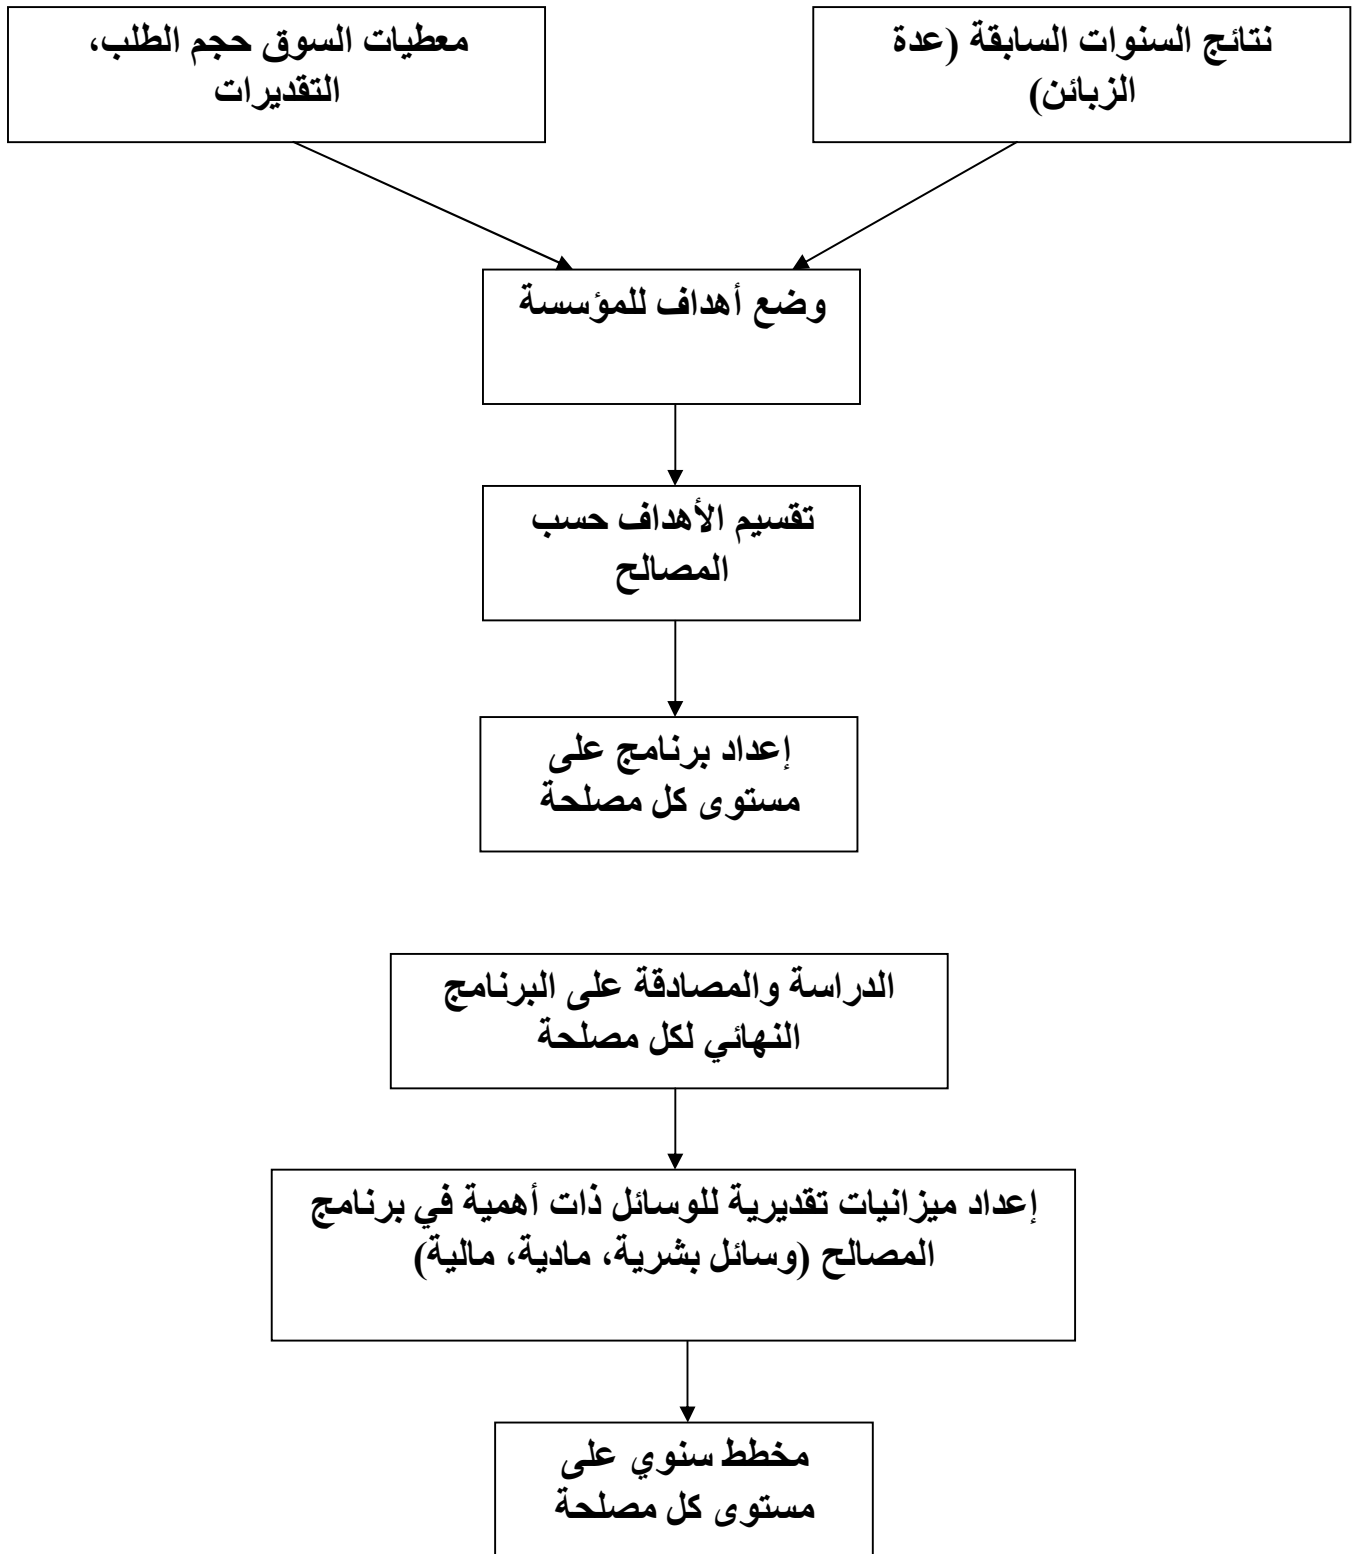 نتائج السنوات السابقة (عدة
الزبائن)
معطيات السوق حجم الطلب،
التقديرات
وضع أهداف للمؤسسة
تقسيم الأهداف حسب
المصالح
إعداد برنامج على
مستوى كل مصلحة
الدراسة والمصادقة على البرنامج
النهائي لكل مصلحة
إعداد ميزانيات تقديرية للوسائل ذات أهمية في برنامج
المصالح (وسائل بشرية، مادية، مالية)
مخطط سنوي على
مستوى كل مصلحة